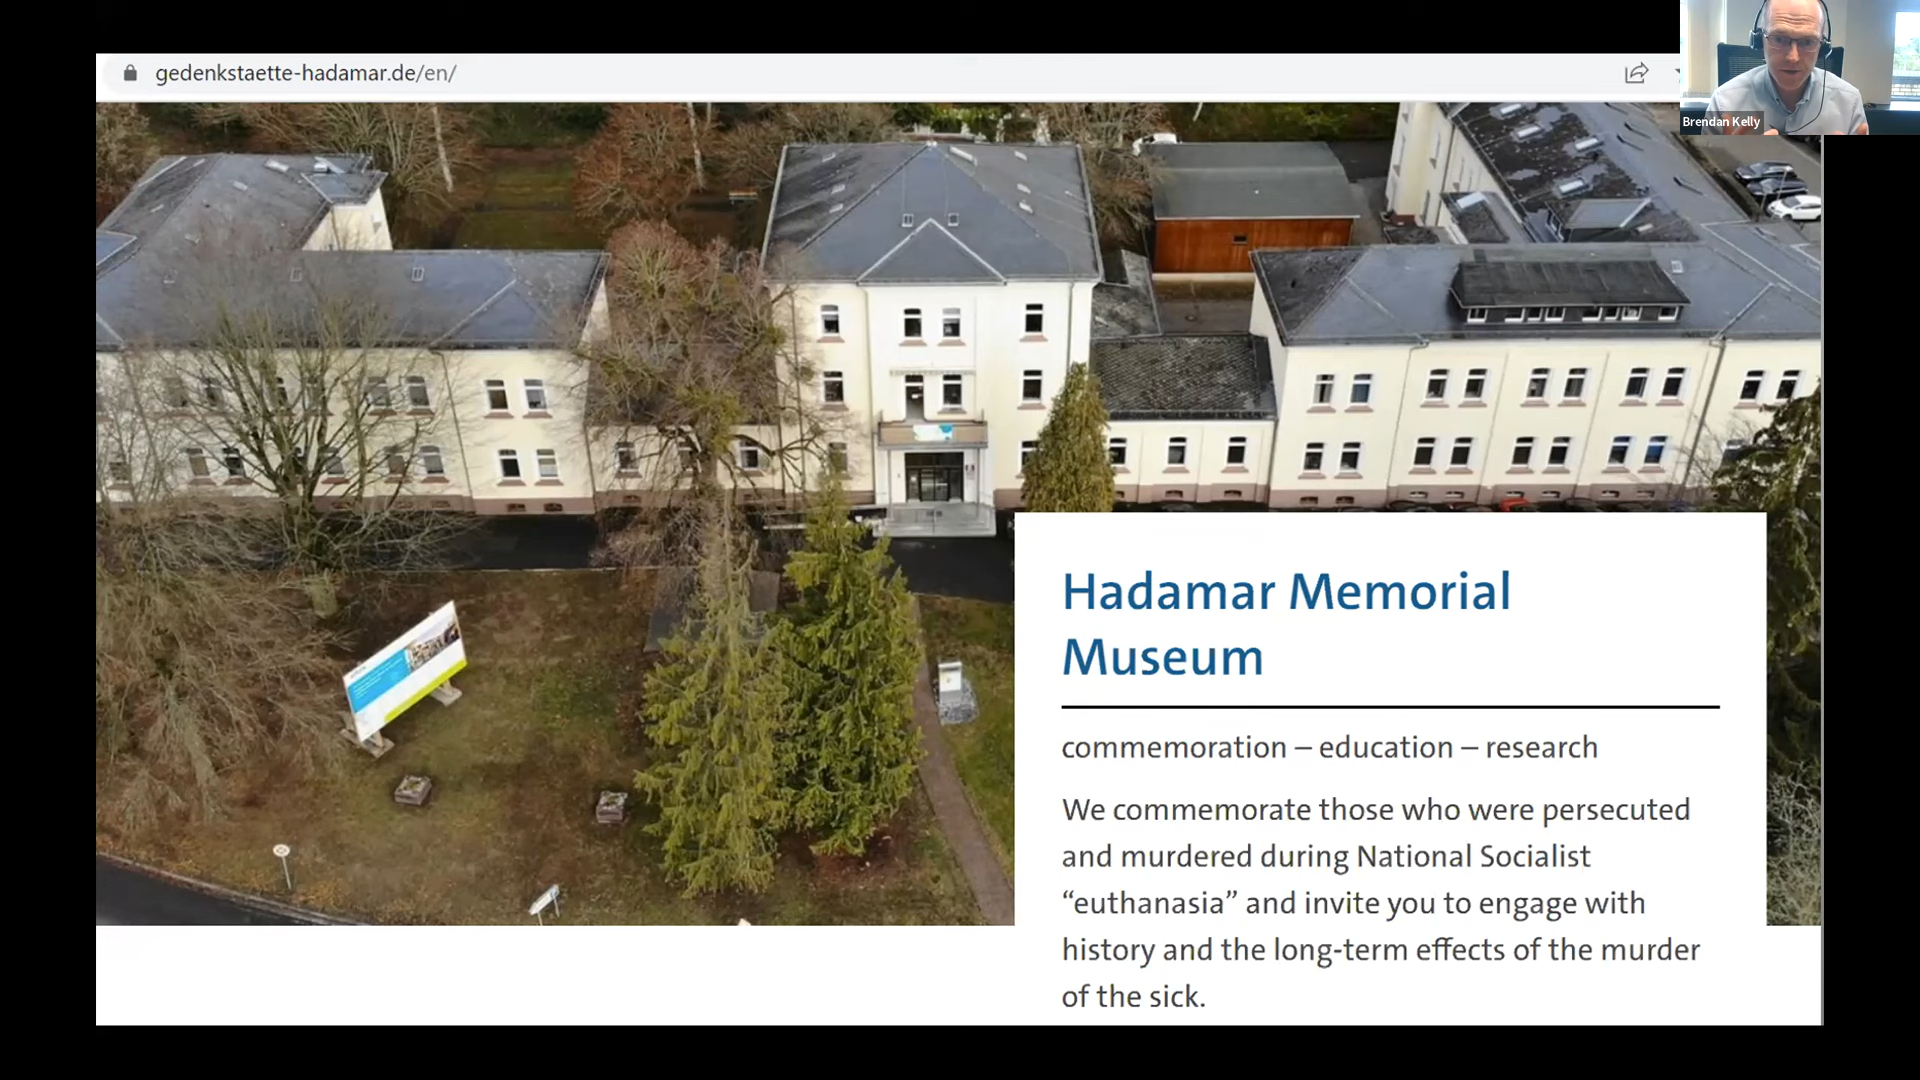 gedenkstaette-hadamar.de/en/
Brendan Kelly
Hadamar Memorial
Museum
commemoration – education – research
We commemorate those who were persecuted
and murdered during National Socialist
“euthanasia” and invite you to engage with
history and the long-term effects of the murder
of the sick.